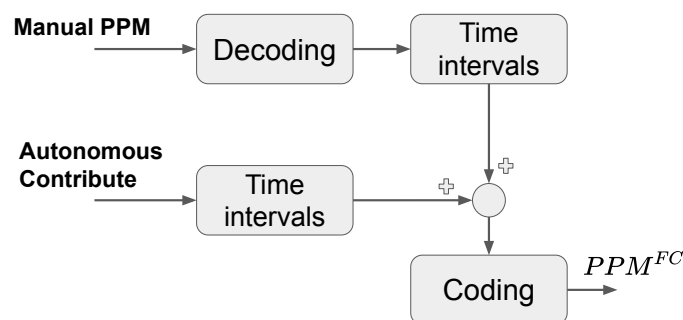 Manual PPM
Decoding
Time
intervals
Autonomous
Contribute
Time
intervals
Coding
$PPM^{FC}$